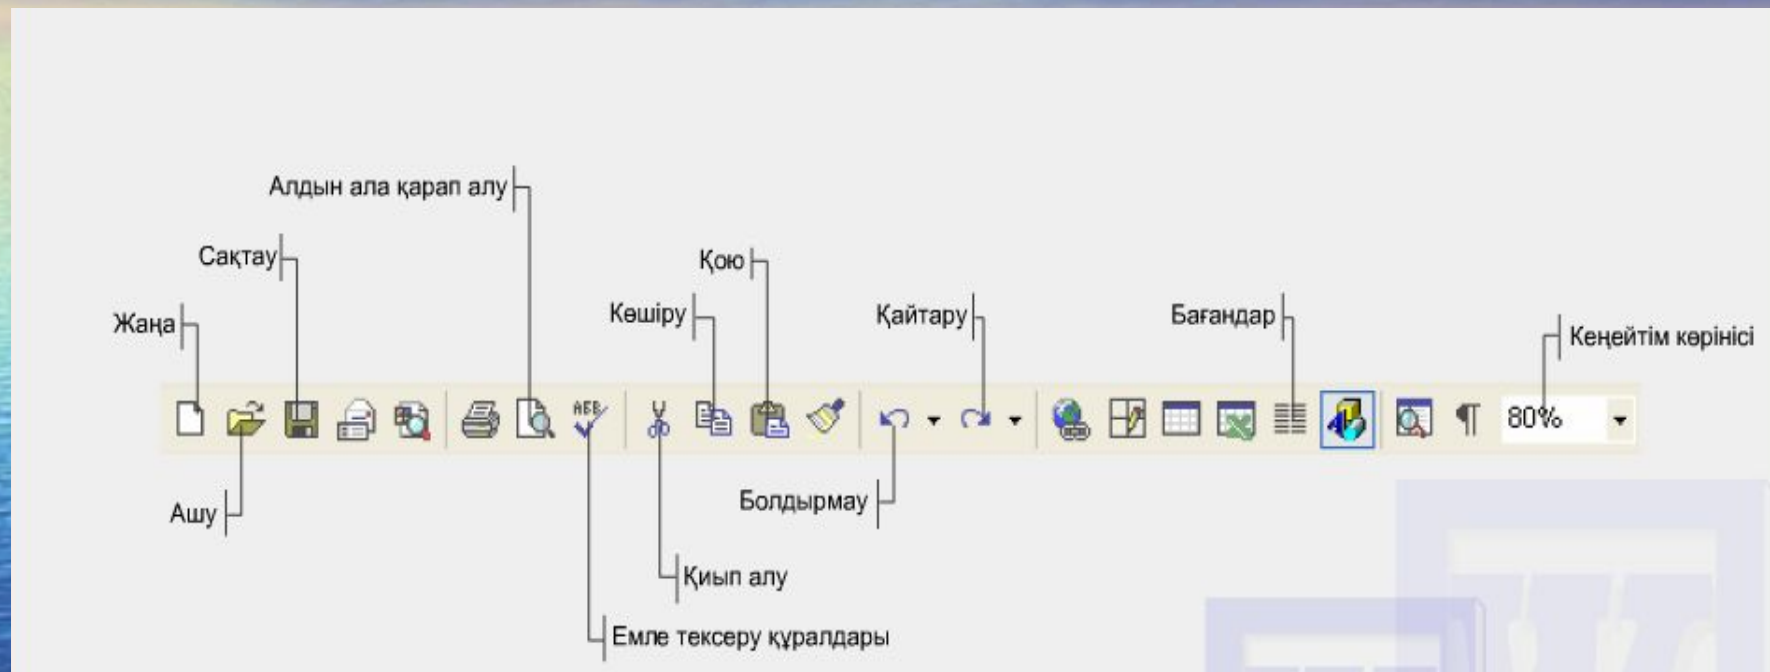 Алдын ала қарап алу
Сақтау
Қою
Жаңа
Көшіру
Қайтару
Бағандар
Кеңейтім көрінісі
АБВ
80%
Ашу
Болдырмау
Қиып алу
Емле тексеру құралдары